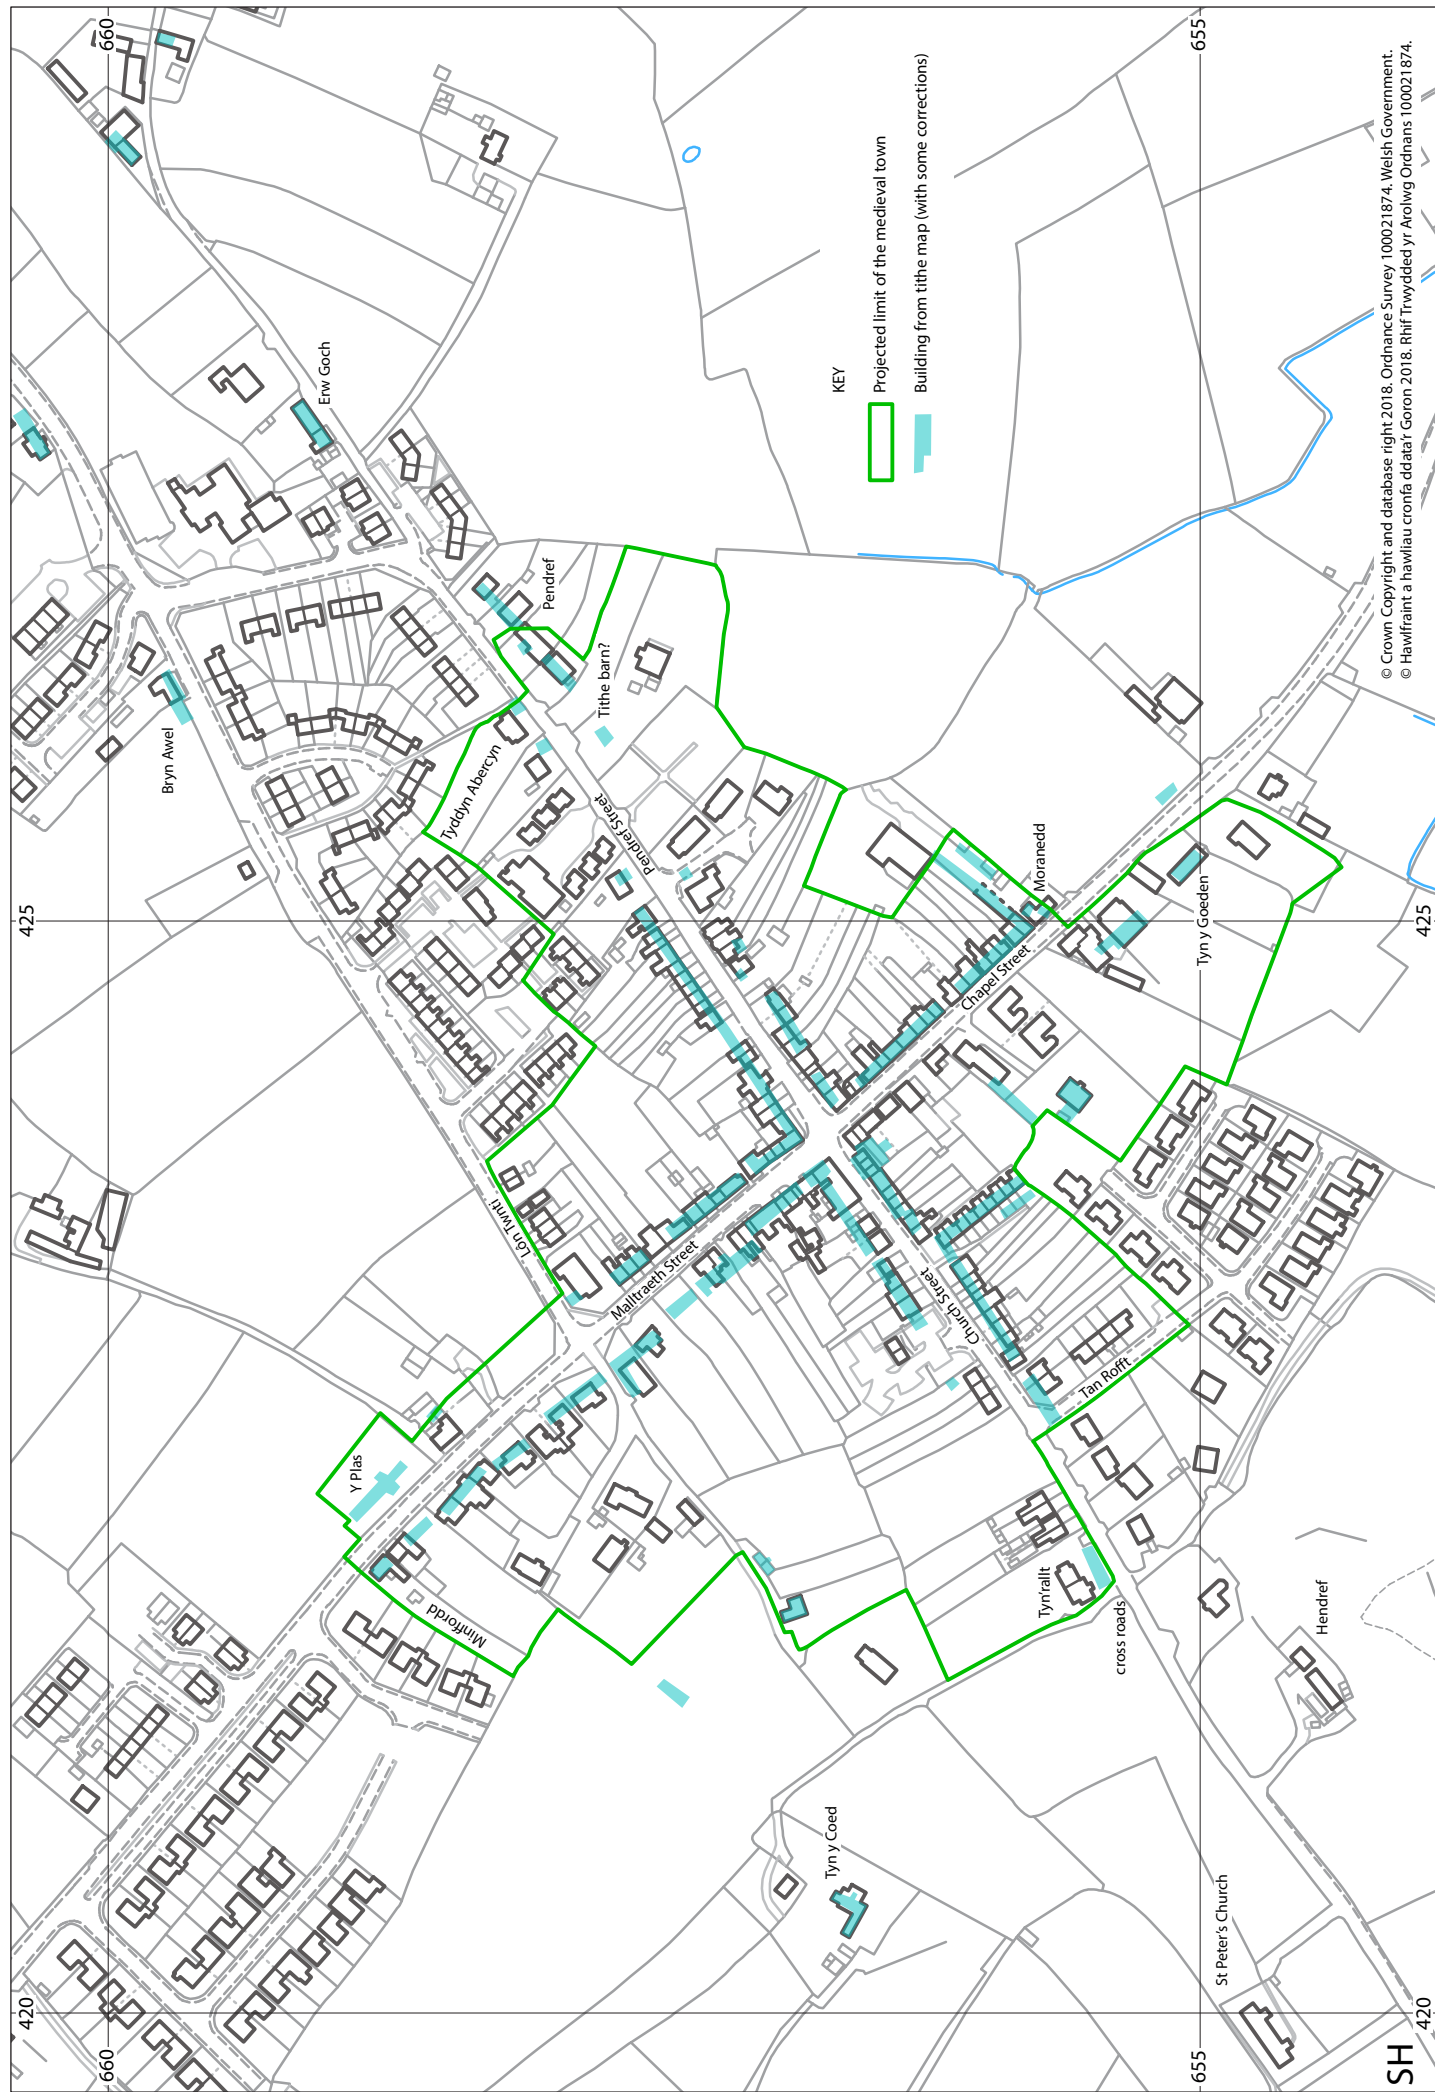 660
660
655
655
425
425
420
420
SH
Erw Goch
Bryn Awel
Pendref
Tithe barn?
Tyddyn Abercyn
Pendref Street
Lôn Twnti
Malltraeth Street
Y Plas
Minffordd
Church Street
Chapel Street
Moranedd
Tyn y Goeden
Tan Rofft
Tyn'rallt
cross roads
Hendref
Tyn y Coed
St Peter's Church
KEY
Projected limit of the medieval town
Building from tithe map (with some corrections)
© Crown Copyright and database right 2018. Ordnance Survey 100021874. Welsh Government.
© Hawlfraint a hawliau cronfa ddata'r Goron 2018. Rhif Trwydded yr Arolwg Ordnans 100021874.